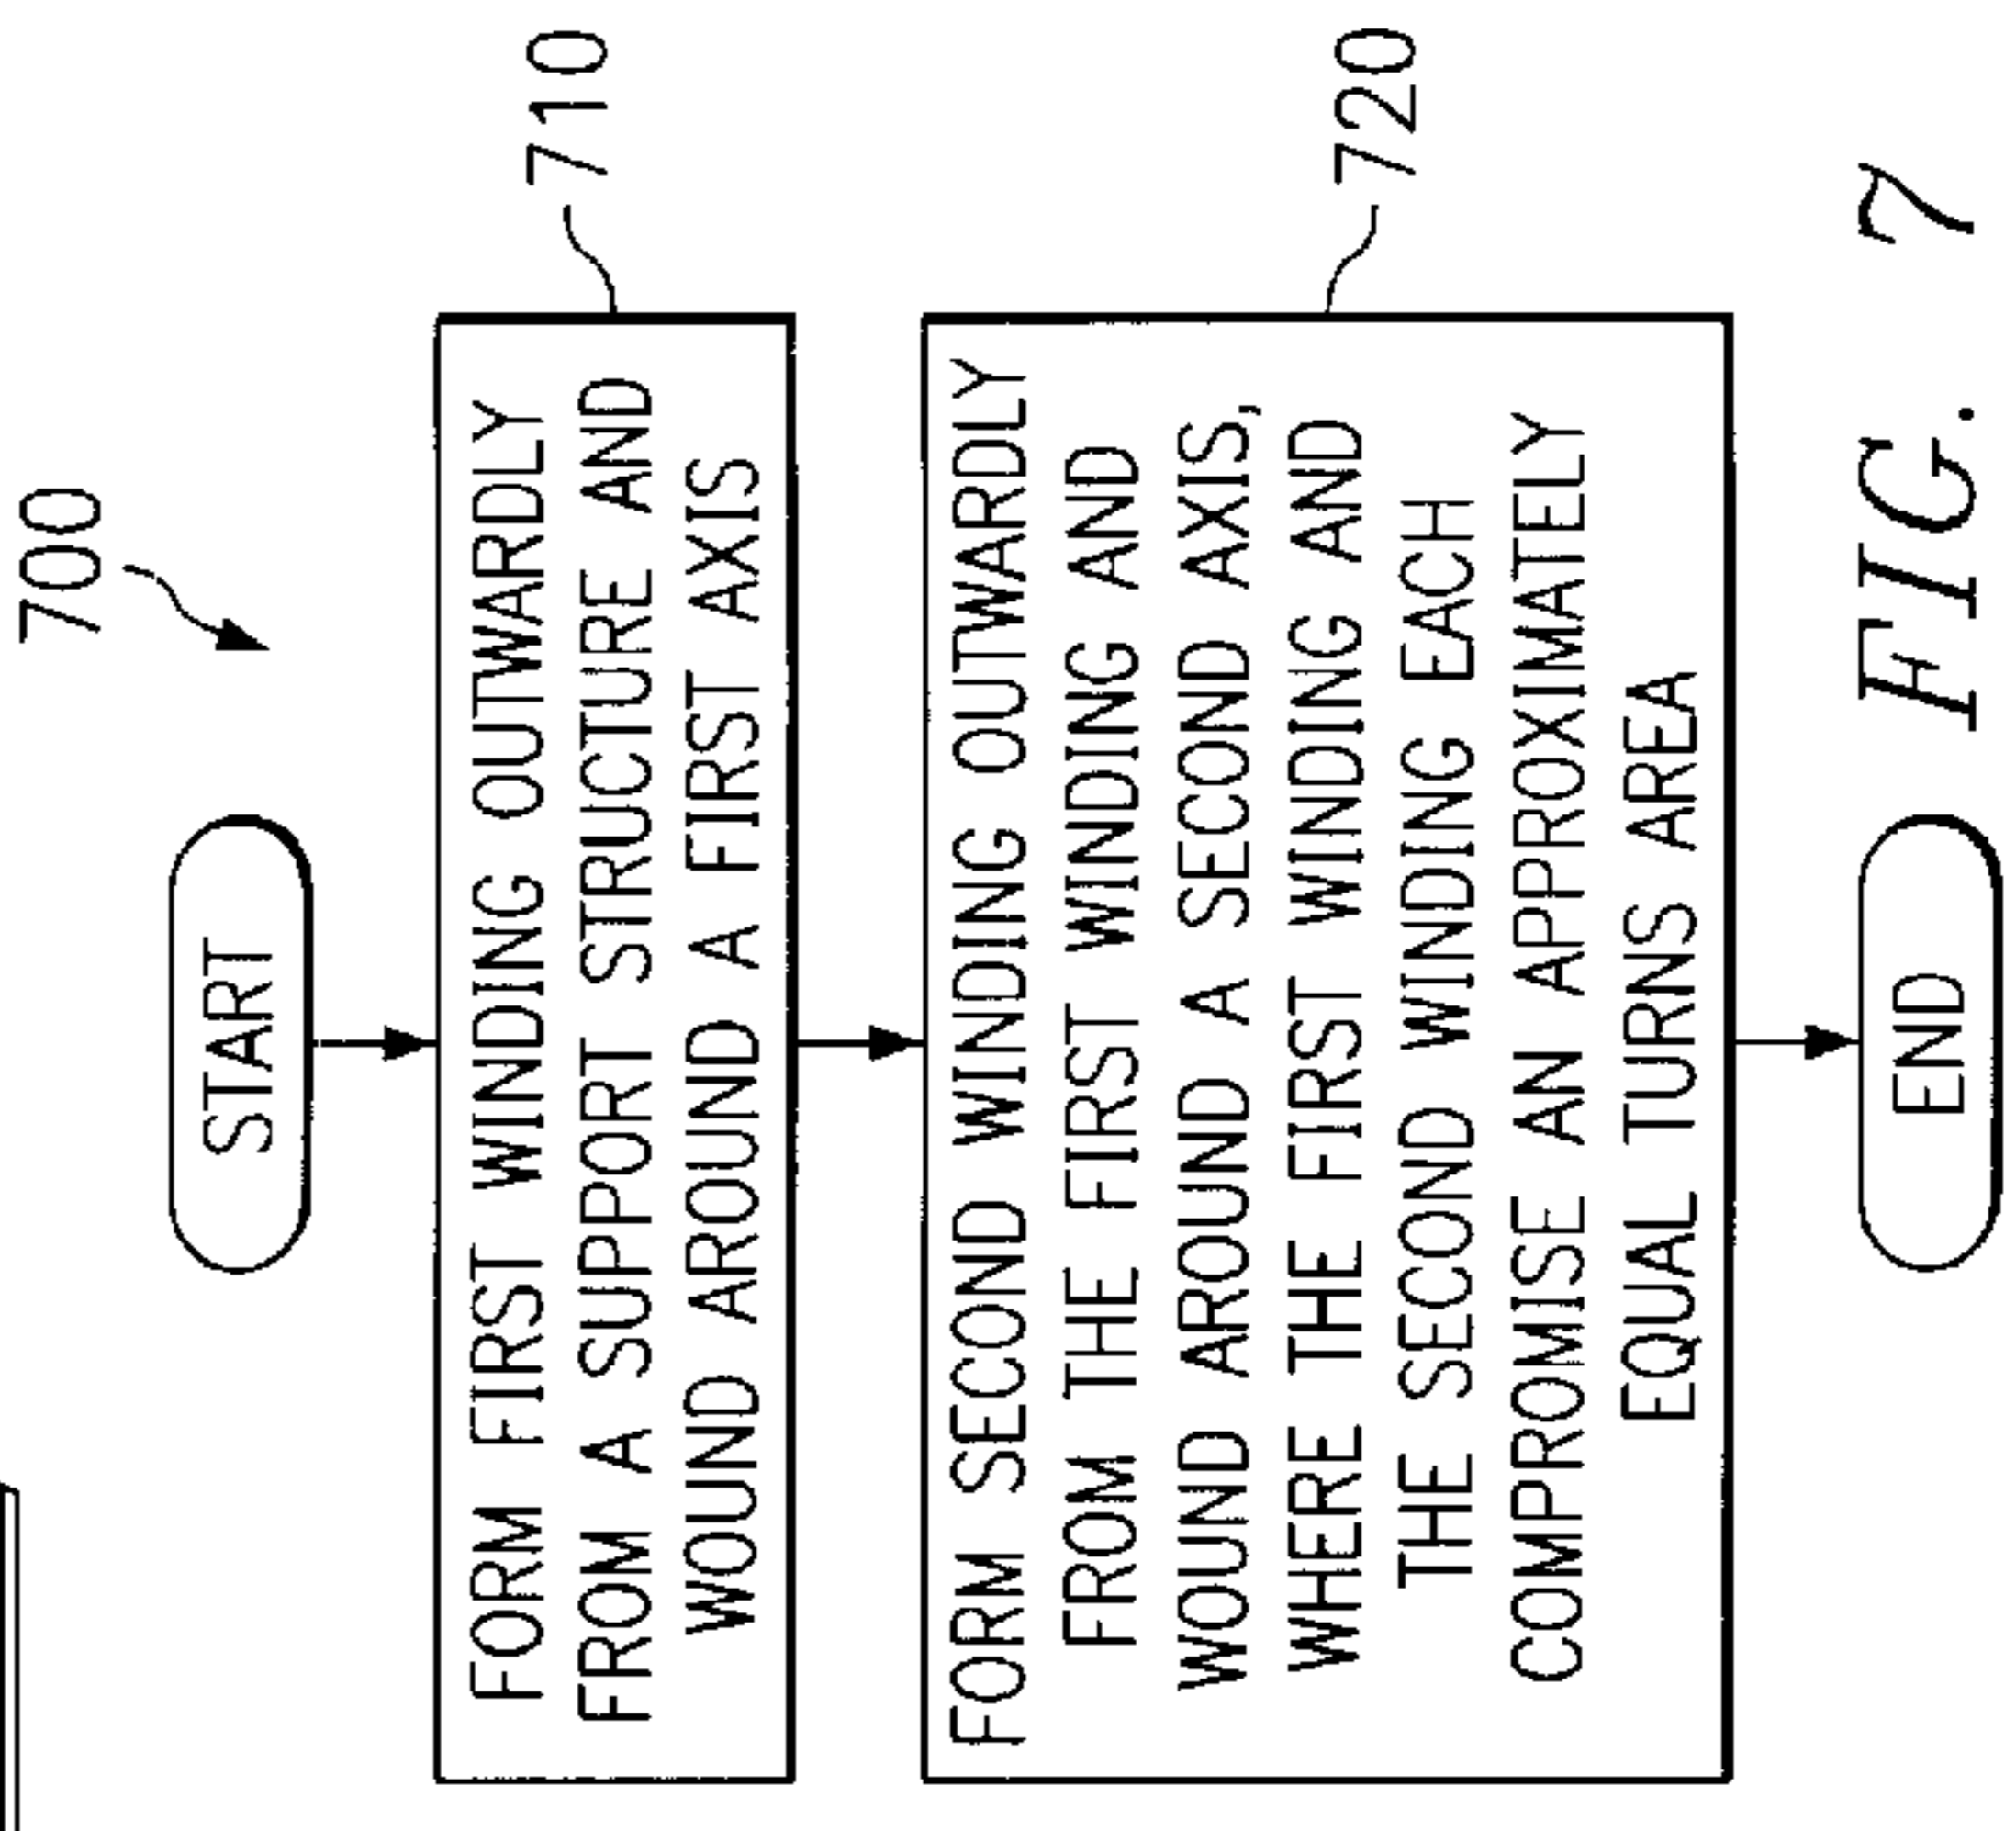 700
START
FORM FIRST WINDING OUTWARDLY
FROM A SUPPORT STRUCTURE AND
WOUND AROUND A FIRST AXIS
710
FORM SECOND WINDING OUTWARDLY
FROM THE FIRST WINDING AND
WOUND AROUND A SECOND AXIS,
WHERE THE FIRST WINDING AND
THE SECOND WINDING EACH
COMPROMISE AN APPROXIMATELY
EQUAL TURNS AREA
720
END
FIG. 7